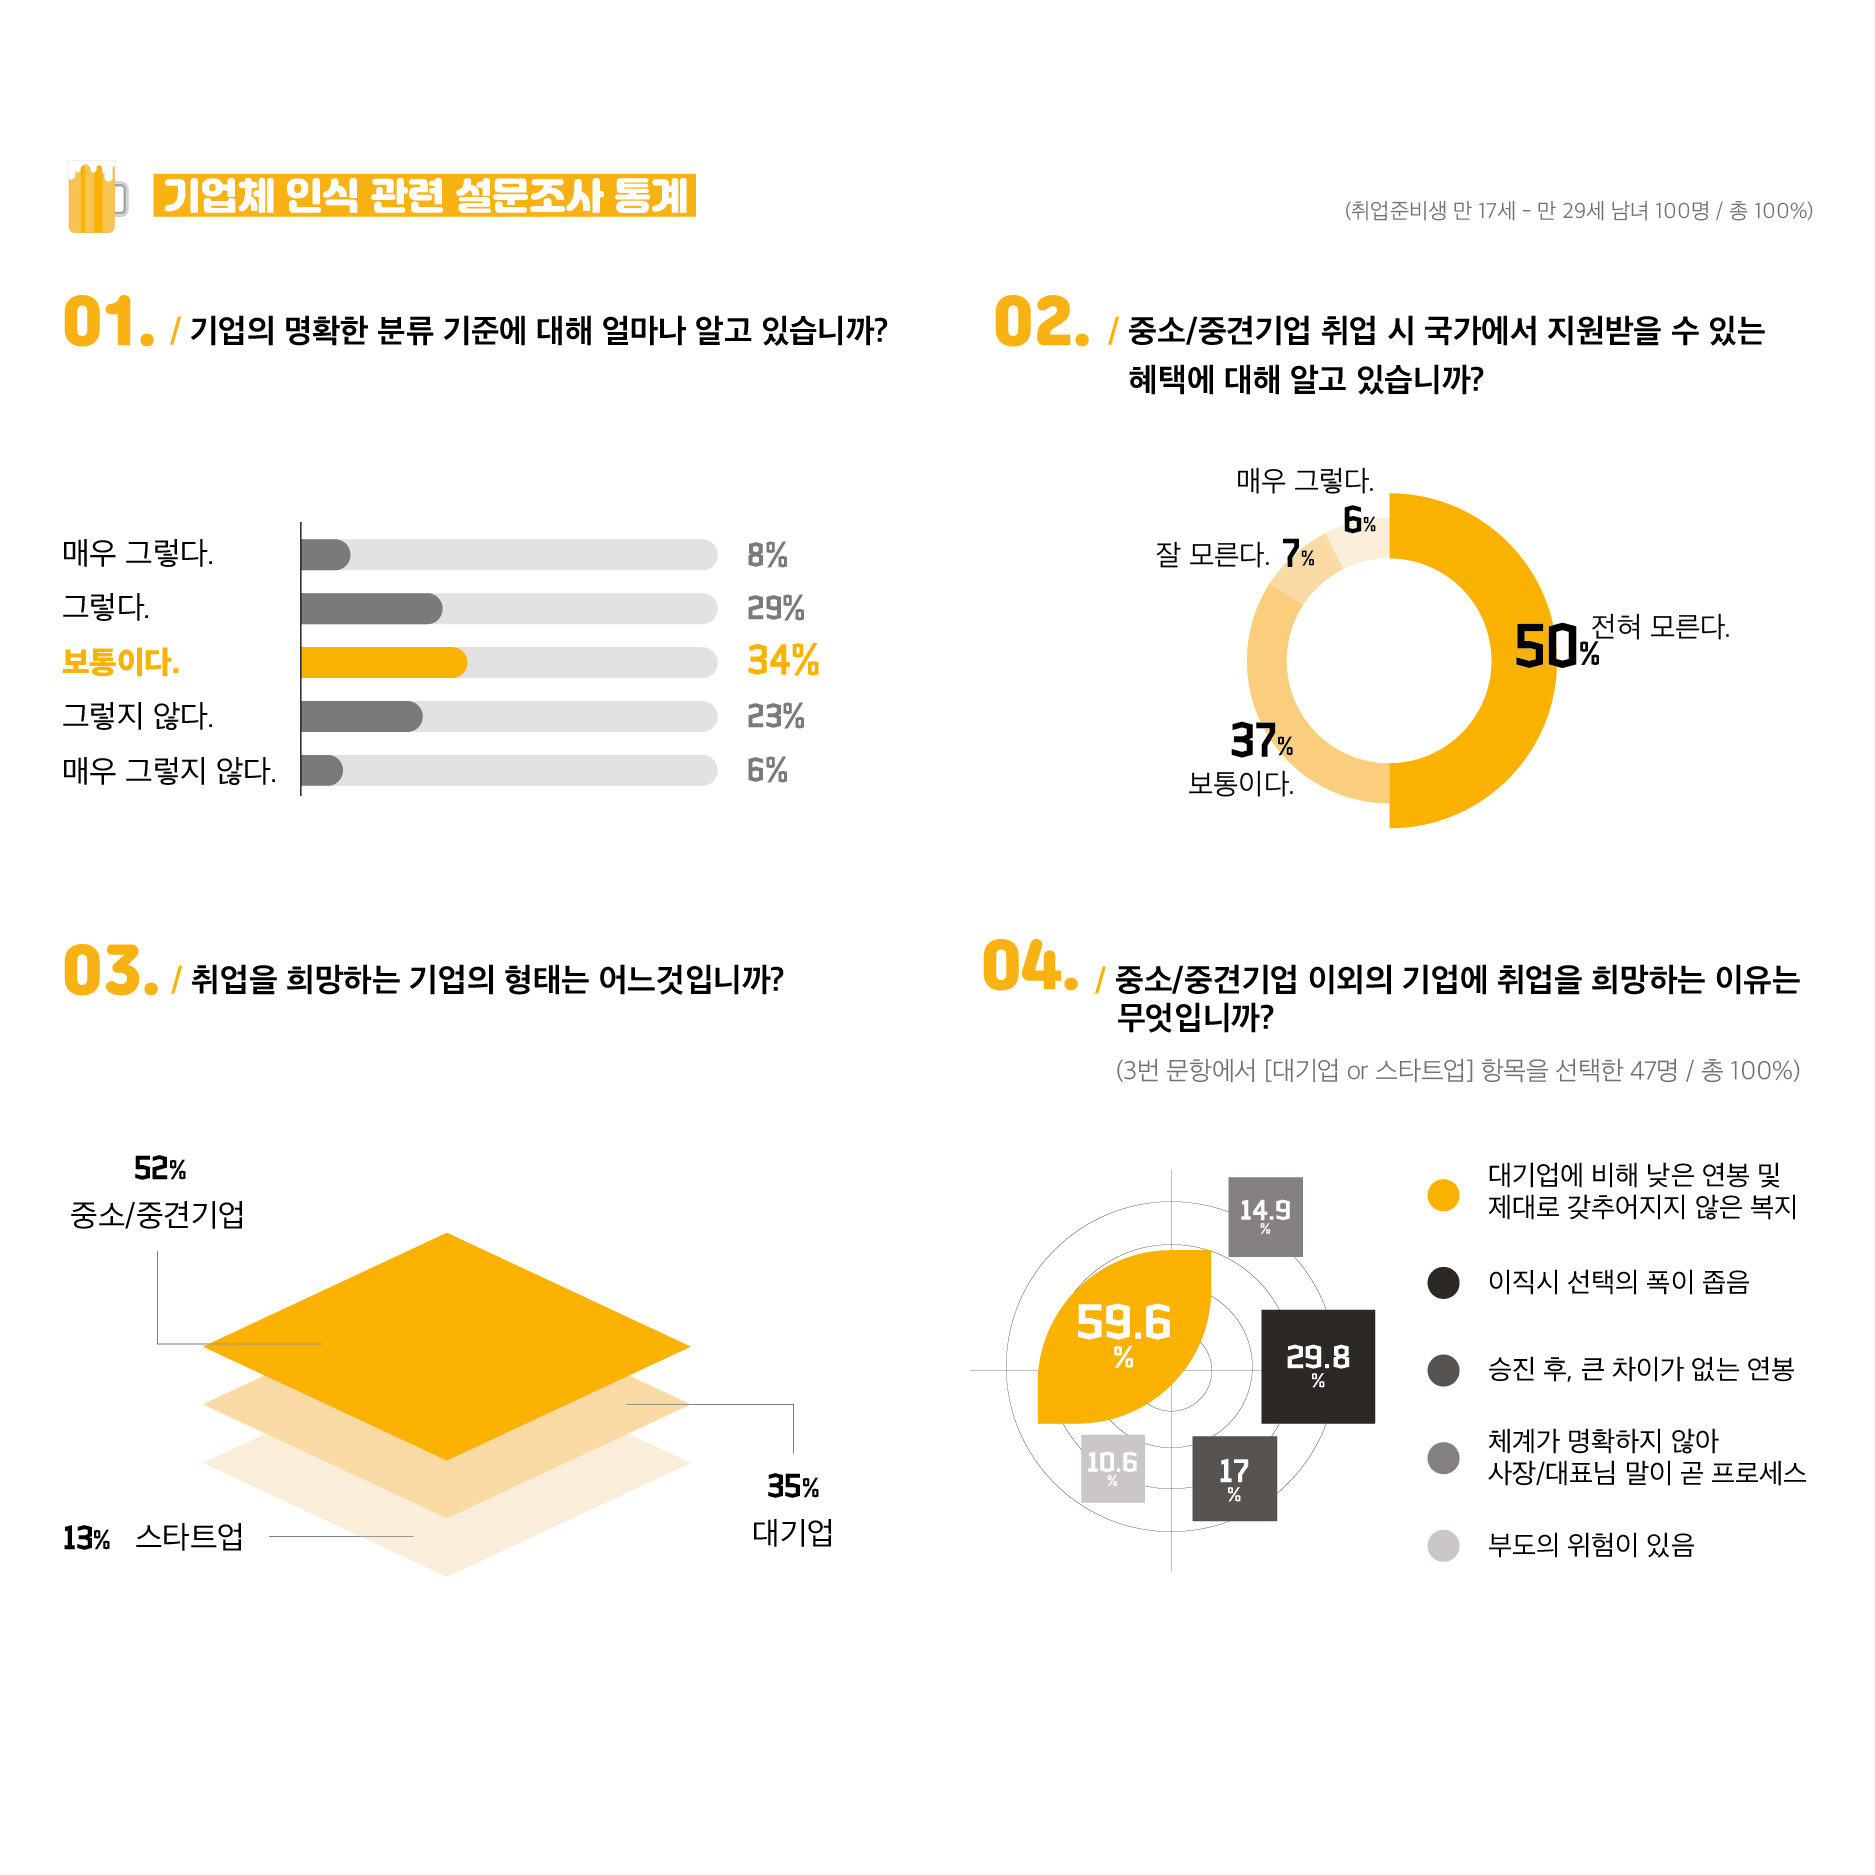 기업체 인식 관련 설문조사 통계
(취업준비생 만 17세 - 만 29세 남녀 100명 / 총 100%)
01. / 기업의 명확한 분류 기준에 대해 얼마나 알고 있습니까?
매우 그렇다. 8%
그렇다. 29%
보통이다. 34%
그렇지 않다. 23%
매우 그렇지 않다. 6%
02. / 중소/중견기업 취업 시 국가에서 지원받을 수 있는
혜택에 대해 알고 있습니까?
매우 그렇다.
6%
잘 모른다. 7%
50% 전혀 모른다.
37%
보통이다.
03. / 취업을 희망하는 기업의 형태는 어느것입니까?
52%
중소/중견기업
35%
대기업
13% 스타트업
04. / 중소/중견기업 이외의 기업에 취업을 희망하는 이유는
무엇입니까?
(3번 문항에서 [대기업 or 스타트업] 항목을 선택한 47명 / 총 100%)
14.9
%
59.6
%
29.8
%
10.6
%
17
%
대기업에 비해 낮은 연봉 및
제대로 갖추어지지 않은 복지
이직시 선택의 폭이 좁음
승진 후, 큰 차이가 없는 연봉
체계가 명확하지 않아
사장/대표님 말이 곧 프로세스
부도의 위험이 있음